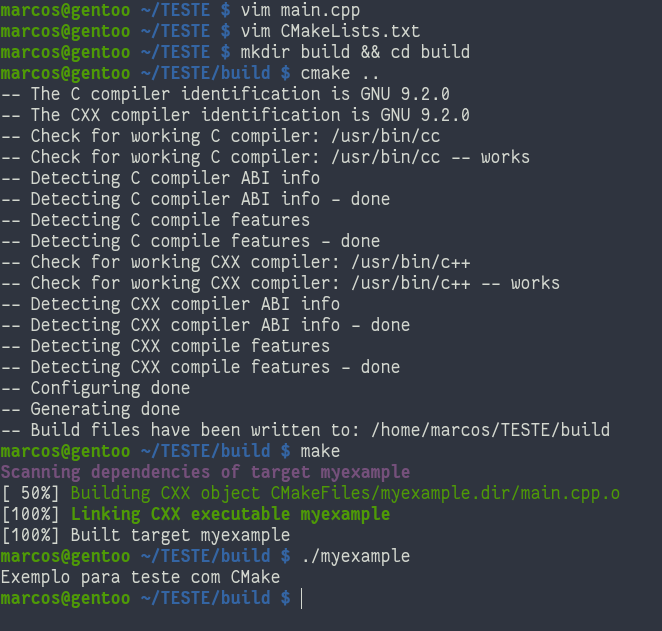 marcos@gentoo ~/TESTE $ vim main.cpp
marcos@gentoo ~/TESTE $ vim CMakeLists.txt
marcos@gentoo ~/TESTE $ mkdir build && cd build
marcos@gentoo ~/TESTE/build $ cmake ..
-- The C compiler identification is GNU 9.2.0
-- The CXX compiler identification is GNU 9.2.0
-- Check for working C compiler: /usr/bin/cc
-- Check for working C compiler: /usr/bin/cc -- works
-- Detecting C compiler ABI info
-- Detecting C compiler ABI info - done
-- Detecting C compile features
-- Detecting C compile features - done
-- Check for working CXX compiler: /usr/bin/c++
-- Check for working CXX compiler: /usr/bin/c++ -- works
-- Detecting CXX compiler ABI info
-- Detecting CXX compiler ABI info - done
-- Detecting CXX compile features
-- Detecting CXX compile features - done
-- Configuring done
-- Generating done
-- Build files have been written to: /home/marcos/TESTE/build
marcos@gentoo ~/TESTE/build $ make
Scanning dependencies of target myexample
[ 50%] Building CXX object CMakeFiles/myexample.dir/main.cpp.o
[100%] Linking CXX executable myexample
[100%] Built target myexample
marcos@gentoo ~/TESTE/build $ ./myexample
Exemplo para teste com CMake
marcos@gentoo ~/TESTE/build $